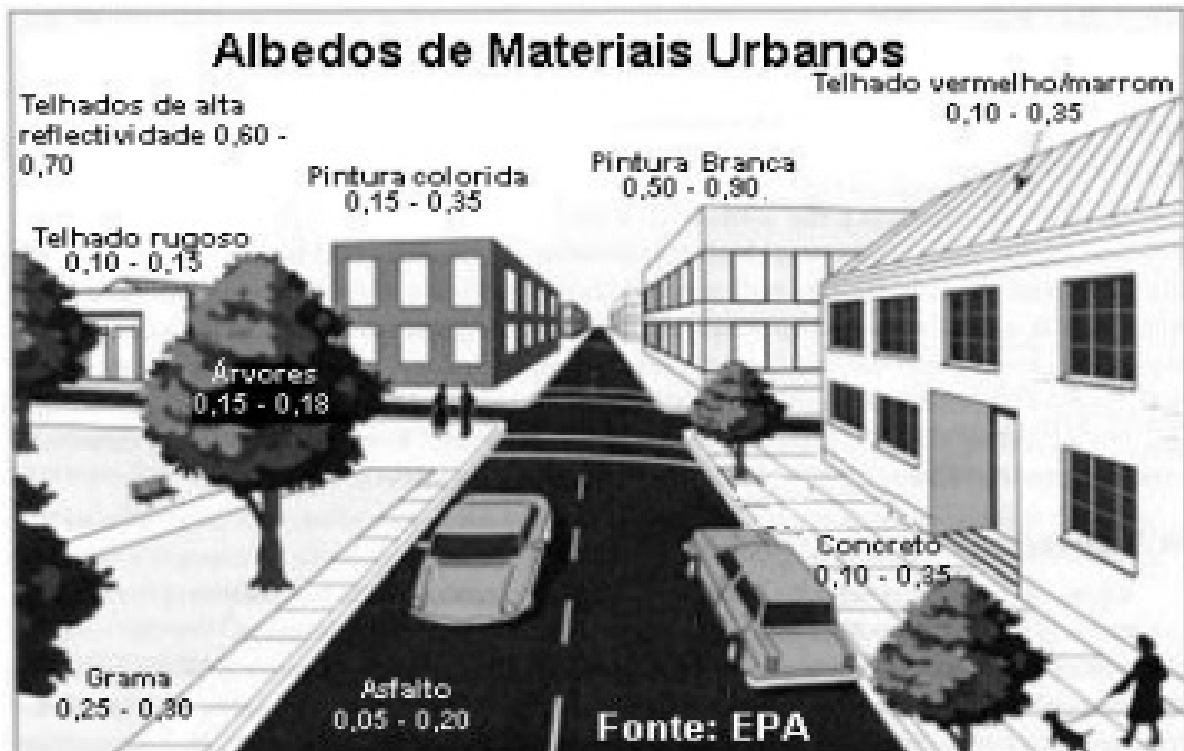 Albedos de Materiais Urbanos
Telhado vermelho/marrom
0,10 - 0,35
Telhados de alta
reflectividade 0,60 -
0,70
Pintura colorida
0,15 - 0,35
Pintura Branca
0,50 - 0,90
Telhado rugoso
0,10 - 0,15
Árvores
0,15 - 0,18
Concreto
0,10 - 0,35
Grama
0,25 - 0,30
Asfalto
0,05 - 0,20
Fonte: EPA